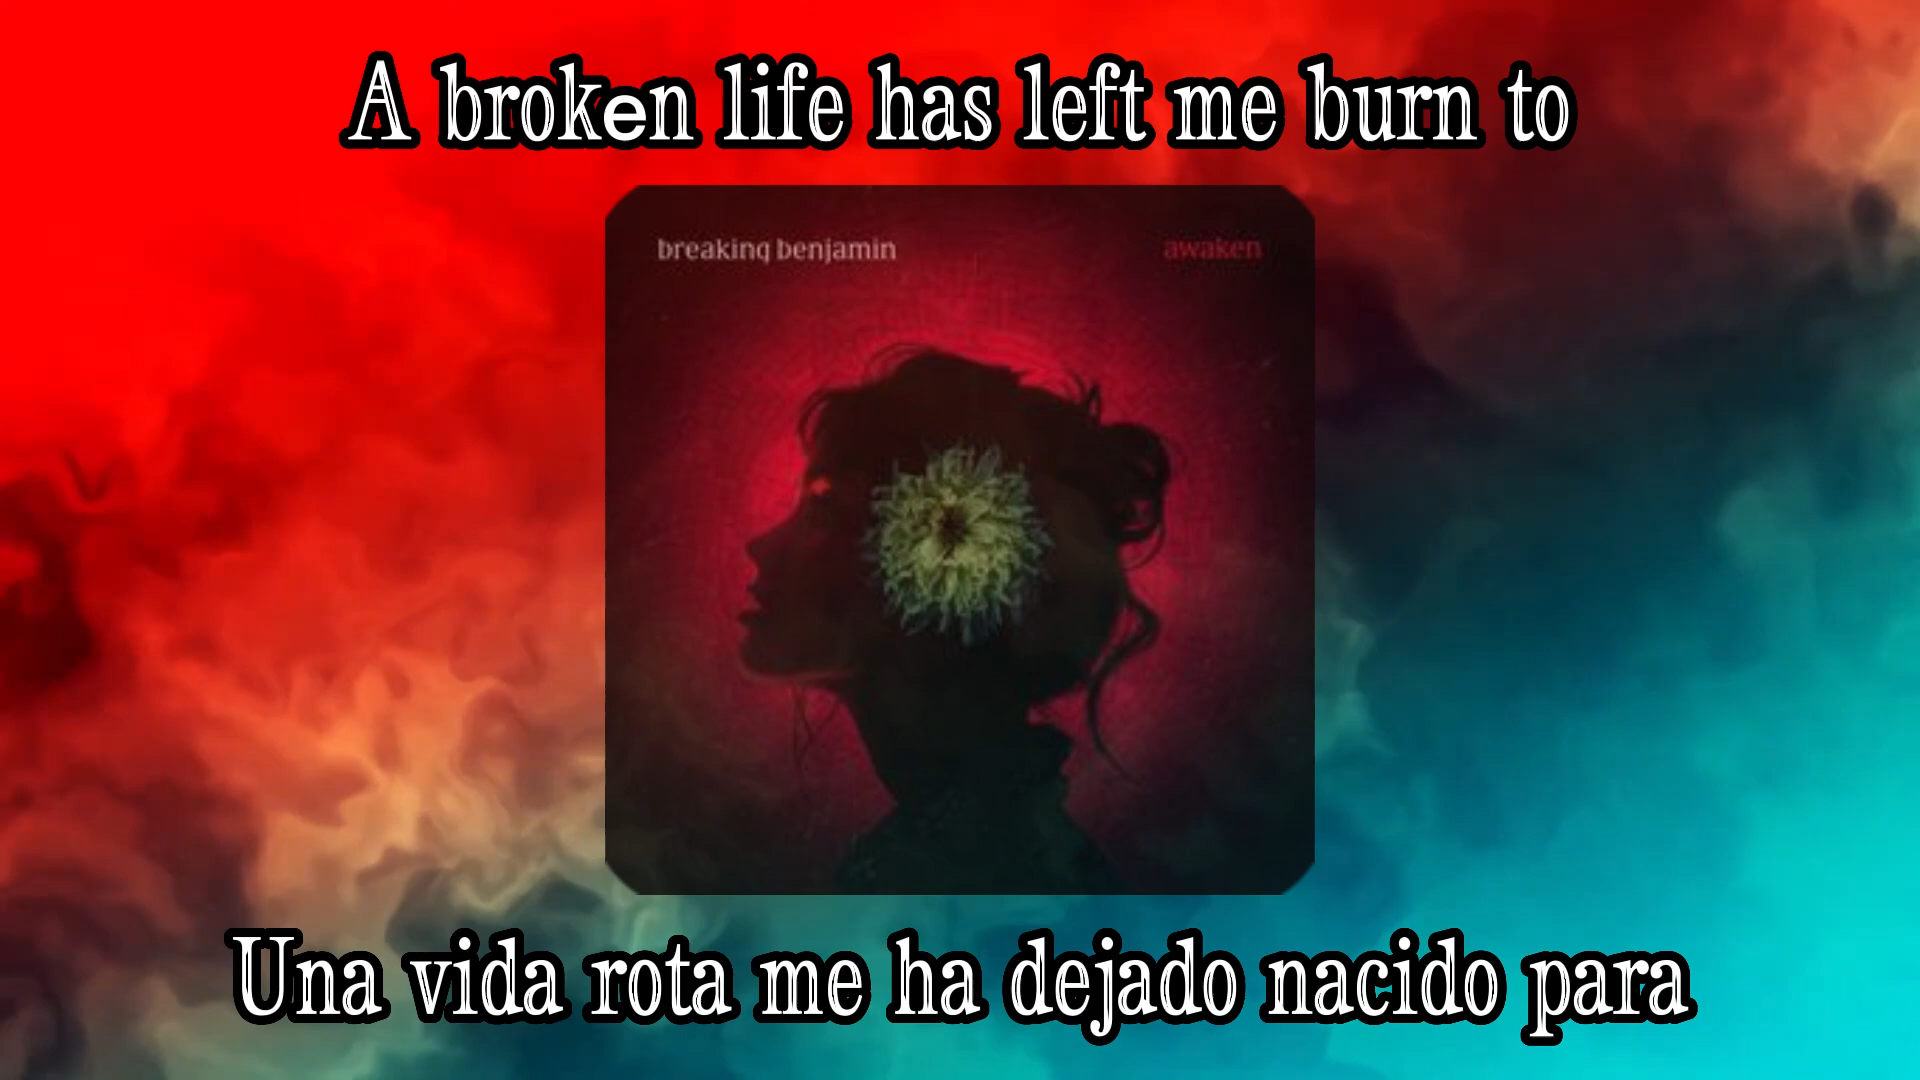 A broken life has left me burn to
breaking benjamin awaken
Una vida rota me ha dejado nacido para